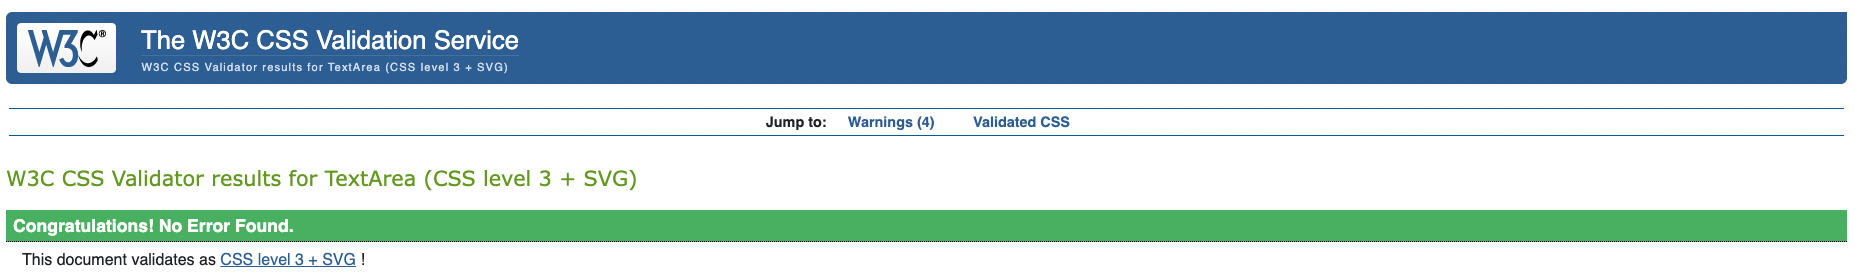 W3C®
The W3C CSS Validation Service
W3C CSS Validator results for TextArea (CSS level 3 + SVG)
Jump to: Warnings (4) Validated CSS
W3C CSS Validator results for TextArea (CSS level 3 + SVG)
Congratulations! No Error Found.
This document validates as CSS level 3 + SVG !